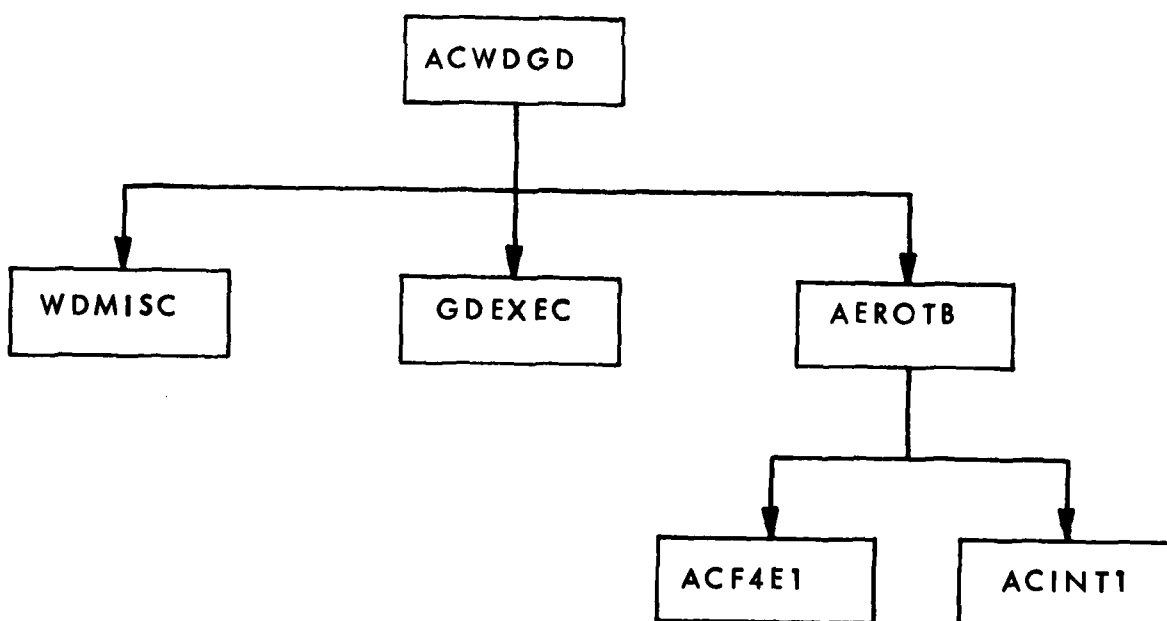 ACWDGD
WDMISC
GDEXEC
AEROTB
ACF4E1
ACINT1